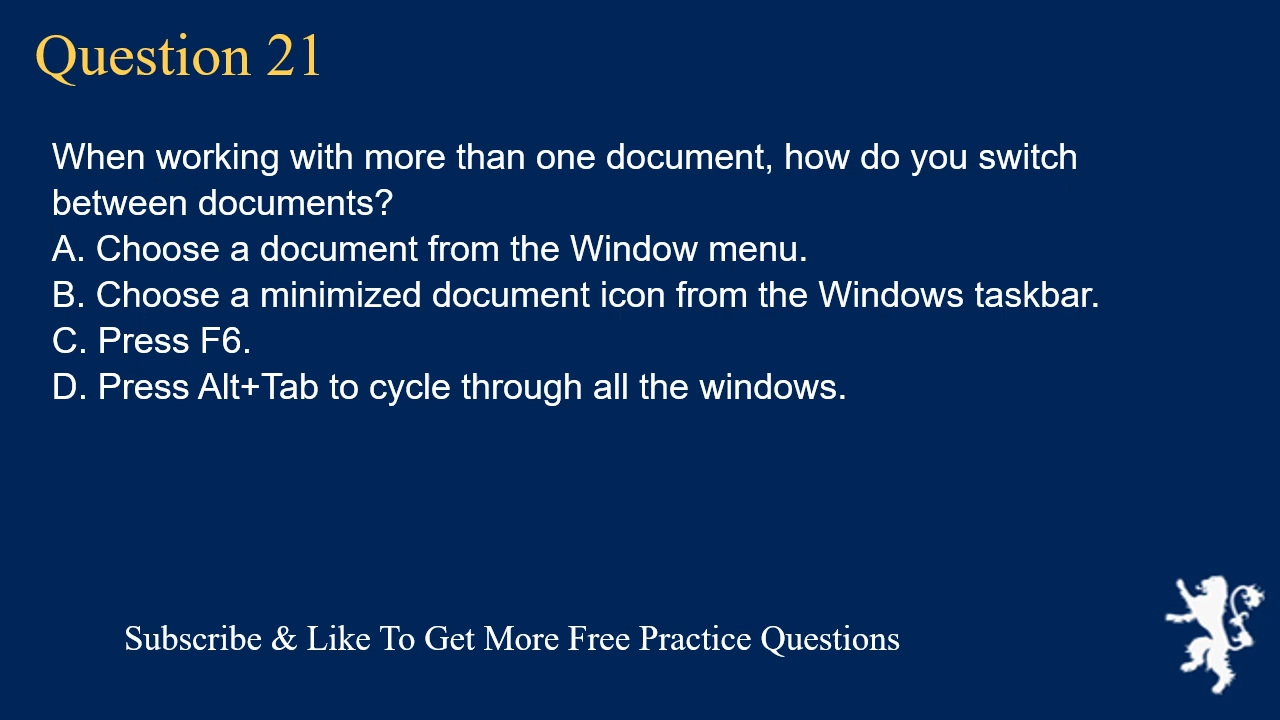 Question 21
When working with more than one document, how do you switch
between documents?
A. Choose a document from the Window menu.
B. Choose a minimized document icon from the Windows taskbar.
C. Press F6.
D. Press Alt+Tab to cycle through all the windows.
Subscribe & Like To Get More Free Practice Questions